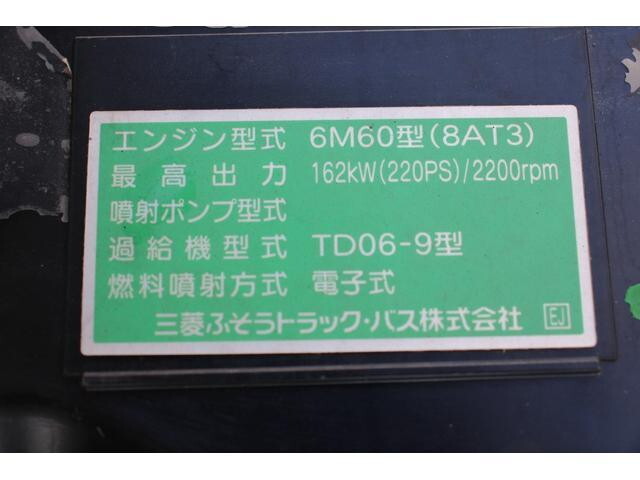 エンジン型式 6M60型(8AT3)
最高出力 162kW(220PS)/2200rpm
噴射ポンプ型式
過給機型式 TD06-9型
燃料噴射方式 電子式
三菱ふそうトラック・バス株式会社 EJ